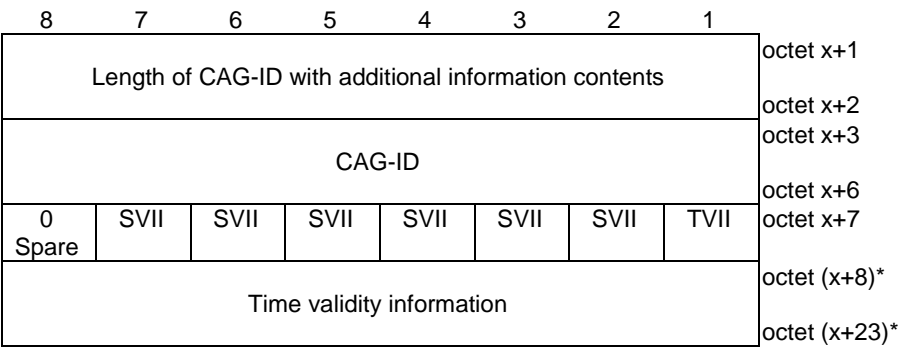 8 7 6 5 4 3 2 1
octet x+1
Length of CAG-ID with additional information contents
octet x+2
octet x+3
CAG-ID
octet x+6
0 SVII SVII SVII SVII SVII SVII TVII octet x+7
Spare
octet (x+8)*
Time validity information
octet (x+23)*